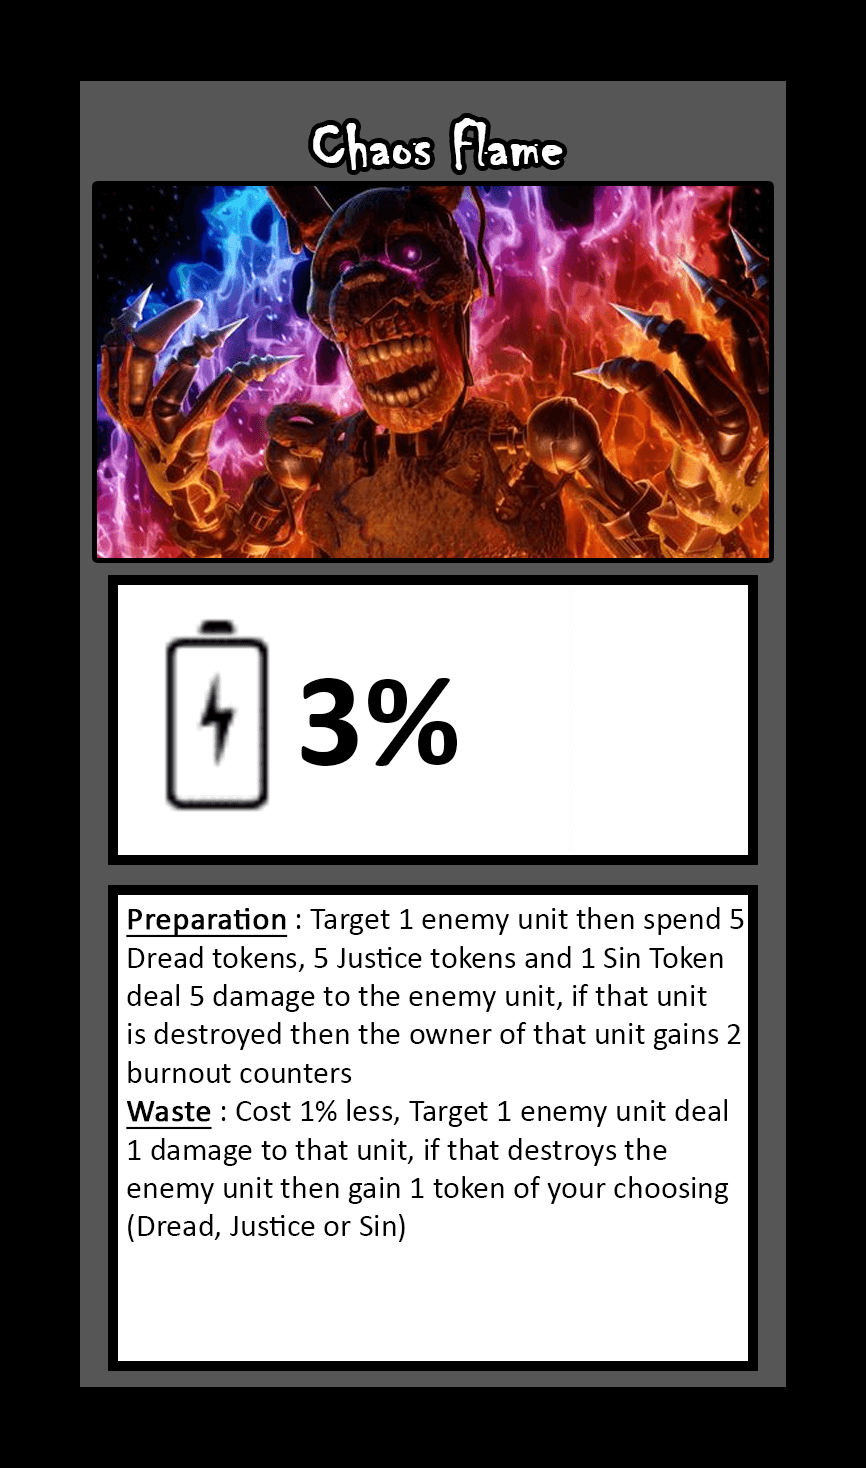 Chaos Flame
3%
Preparation : Target 1 enemy unit then spend 5
Dread tokens, 5 Justice tokens and 1 Sin Token
deal 5 damage to the enemy unit, if that unit
is destroyed then the owner of that unit gains 2
burnout counters
Waste : Cost 1% less, Target 1 enemy unit deal
1 damage to that unit, if that destroys the
enemy unit then gain 1 token of your choosing
(Dread, Justice or Sin)